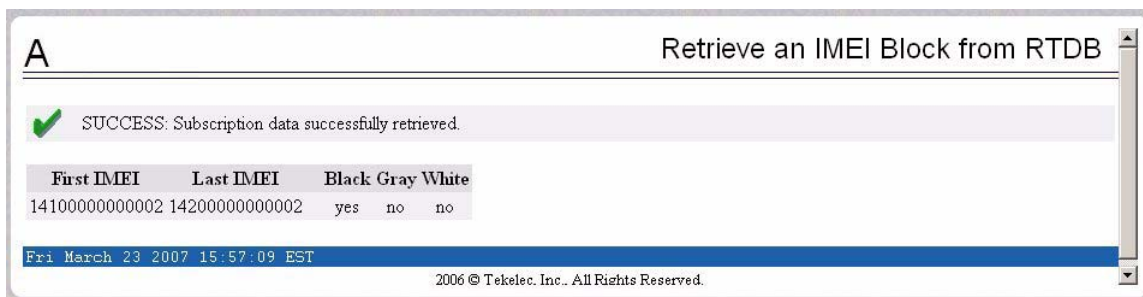 A
Retrieve an IMEI Block from RTDB
SUCCESS: Subscription data successfully retrieved.
First IMEI Last IMEI Black Gray White
14100000000002 14200000000002 yes no no
Fri March 23 2007 15:57:09 EST
2006 © Tekelec, Inc., All Rights Reserved.